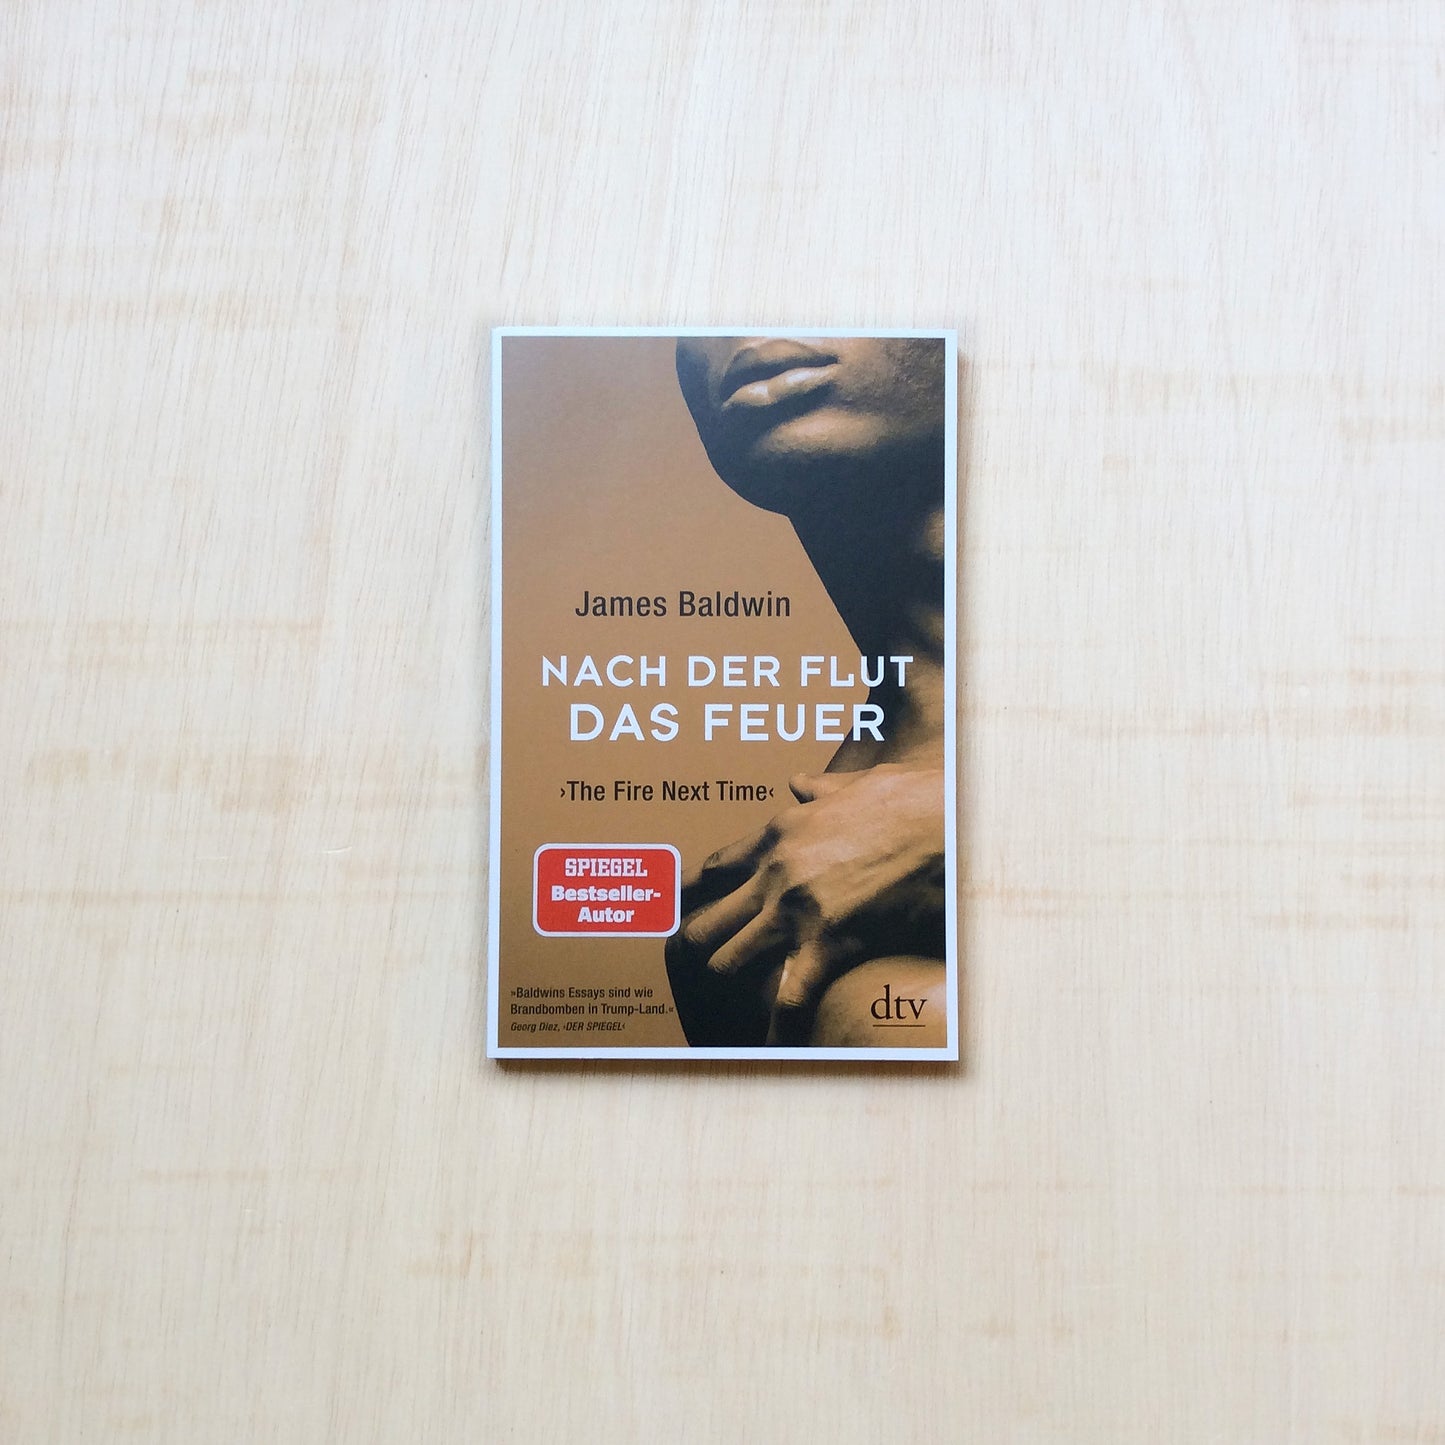 James Baldwin
NACH DER FLUT
DAS FEUER
›The Fire Next Time‹
SPIEGEL
Bestseller-
Autor
»Baldwins Essays sind wie
Brandbomben in Trump-Land.«
Georg Diez, ›DER SPIEGEL‹
dtv